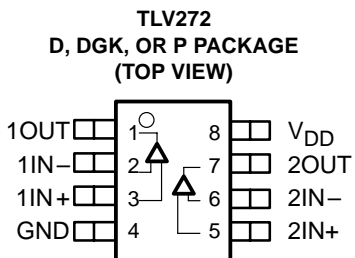 TLV272
D, DGK, OR P PACKAGE
(TOP VIEW)
1OUT 1 8 VDD
1IN− 2 7 2OUT
1IN+ 3 6 2IN−
GND 4 5 2IN+